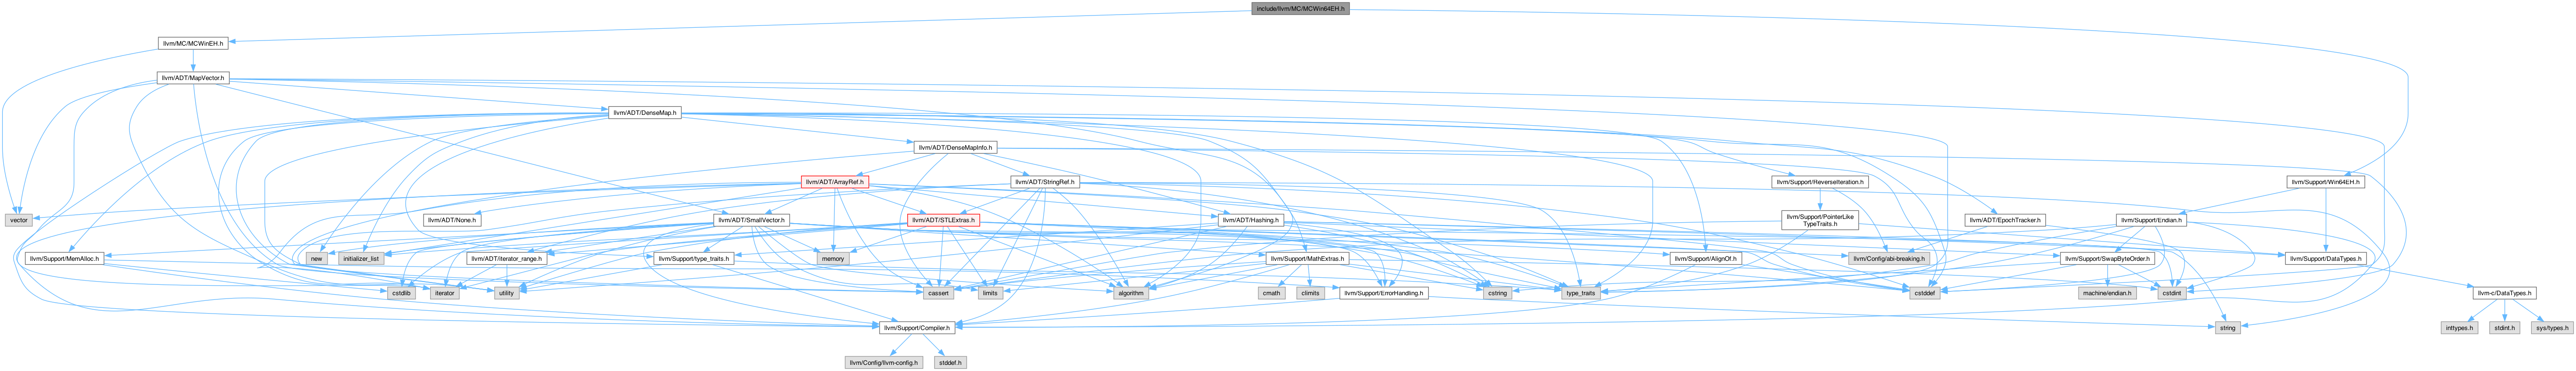 include/llvm/MC/MCWin64EH.h
llvm/MC/MCWinEH.h
llvm/ADT/MapVector.h
llvm/ADT/DenseMap.h
llvm/ADT/DenseMapInfo.h
llvm/ADT/ArrayRef.h
llvm/ADT/StringRef.h
llvm/Support/ReverseIteration.h
llvm/Support/Win64EH.h
vector
llvm/ADT/None.h
llvm/ADT/SmallVector.h
llvm/ADT/STLExtras.h
llvm/ADT/Hashing.h
llvm/Support/PointerLike
TypeTraits.h
llvm/ADT/EpochTracker.h
llvm/Support/Endian.h
llvm/Support/MemAlloc.h
new
initializer_list
llvm/ADT/iterator_range.h
llvm/Support/type_traits.h
memory
llvm/Support/MathExtras.h
llvm/Support/AlignOf.h
llvm/Config/abi-breaking.h
llvm/Support/SwapByteOrder.h
llvm/Support/DataTypes.h
cstdlib
iterator
utility
cassert
limits
algorithm
cmath
climits
llvm/Support/ErrorHandling.h
cstring
type_traits
cstddef
machine/endian.h
cstdint
llvm-c/DataTypes.h
llvm/Support/Compiler.h
string
inttypes.h
stdint.h
sys/types.h
llvm/Config/llvm-config.h
stddef.h